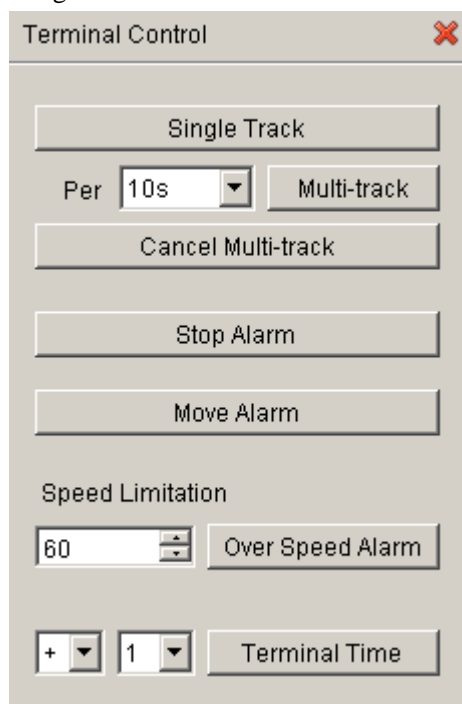 Terminal Control
Single Track
Per 10s Multi-track
Cancel Multi-track
Stop Alarm
Move Alarm
Speed Limitation
60 Over Speed Alarm
+ 1 Terminal Time